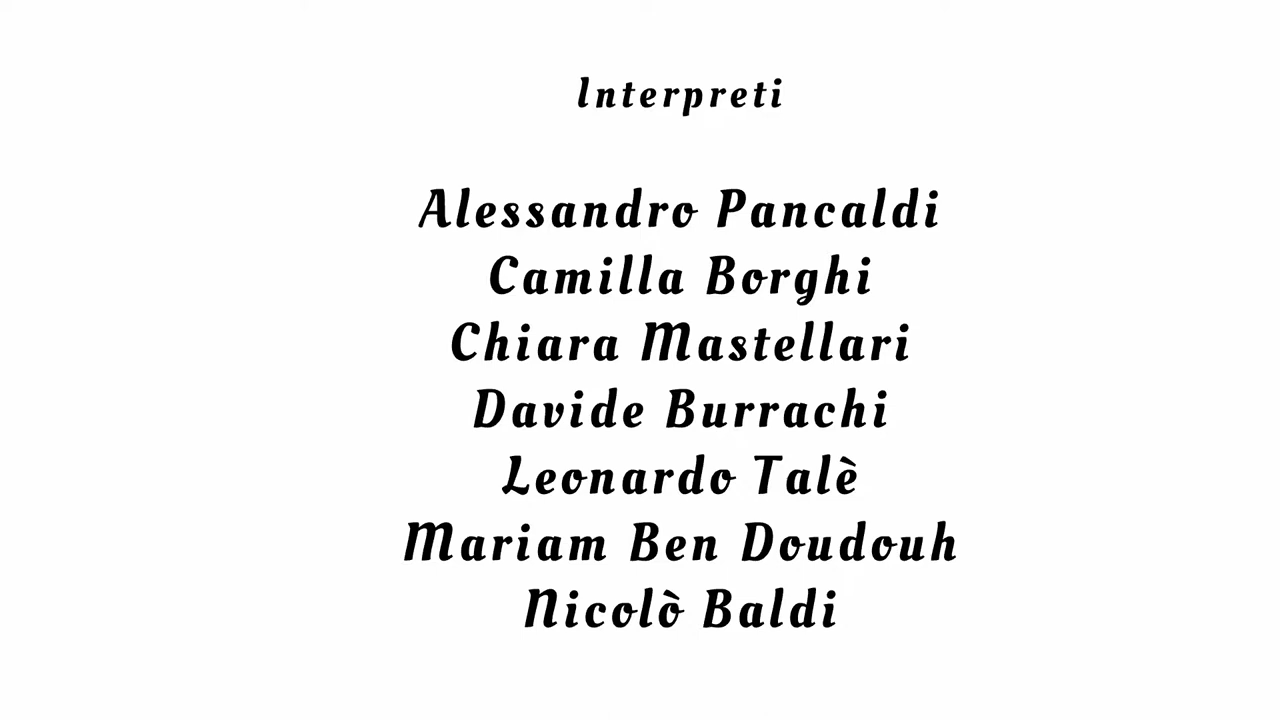 Interpreti
Alessandro Pancaldi
Camilla Borghi
Chiara Mastellari
Davide Burrachi
Leonardo Talè
Mariam Ben Doudouh
Nicolò Baldi